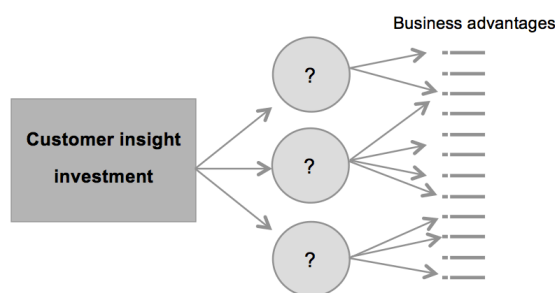 Business advantages
?
Customer insight
investment
?
?